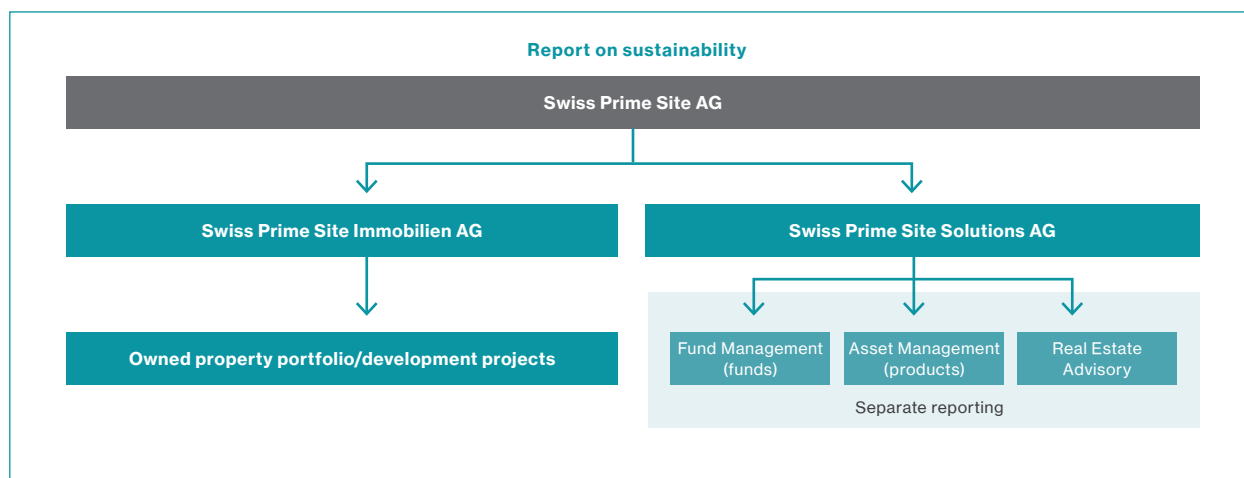 Report on sustainability
Swiss Prime Site AG
Swiss Prime Site Immobilien AG
Swiss Prime Site Solutions AG
Owned property portfolio/development projects
Fund Management
(funds)
Asset Management
(products)
Real Estate
Advisory
Separate reporting